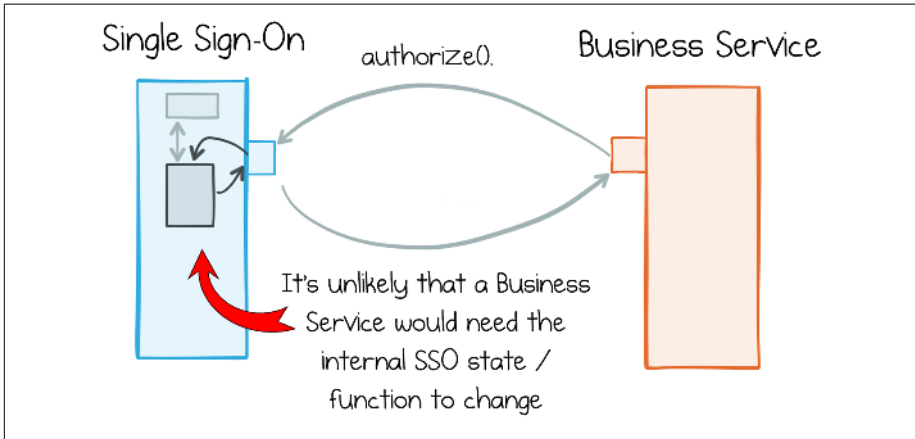 Single Sign-On
Business Service
authorize().
It's unlikely that a Business
Service would need the
internal SSO state /
function to change